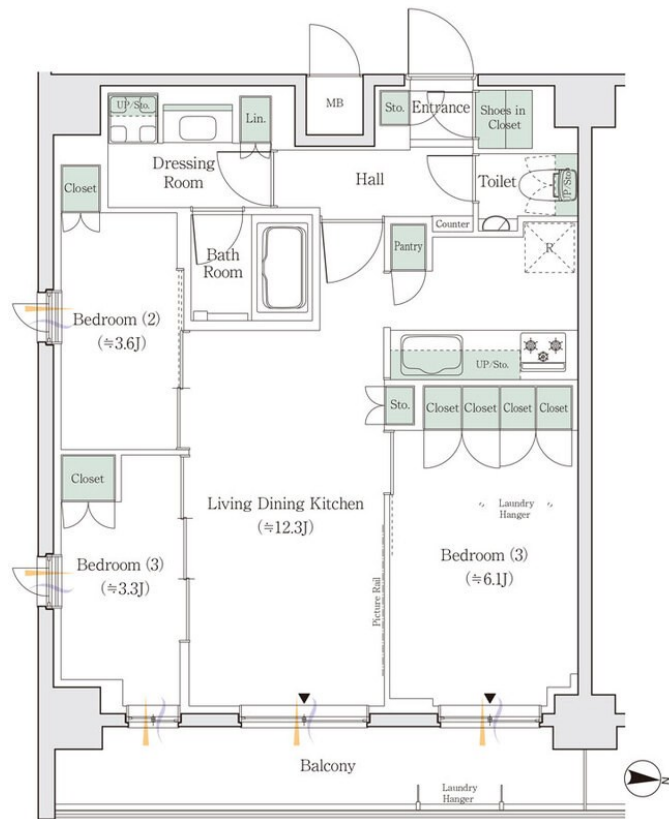 MB
Sto.
Entrance
Shoes in
Closet
UP/Sto.
Lin.
Dressing
Room
Hall
Toilet
UP/Sto.
Closet
Counter
Bath
Room
Pantry
R
Bedroom (2)
(≒3.6J)
UP/Sto.
Sto.
Closet
Closet
Closet
Closet
Closet
Living Dining Kitchen
(≒12.3J)
Laundry
Hanger
Bedroom (3)
(≒3.3J)
Bedroom (3)
(≒6.1J)
Picture Rail
Balcony
Laundry
Hanger
N